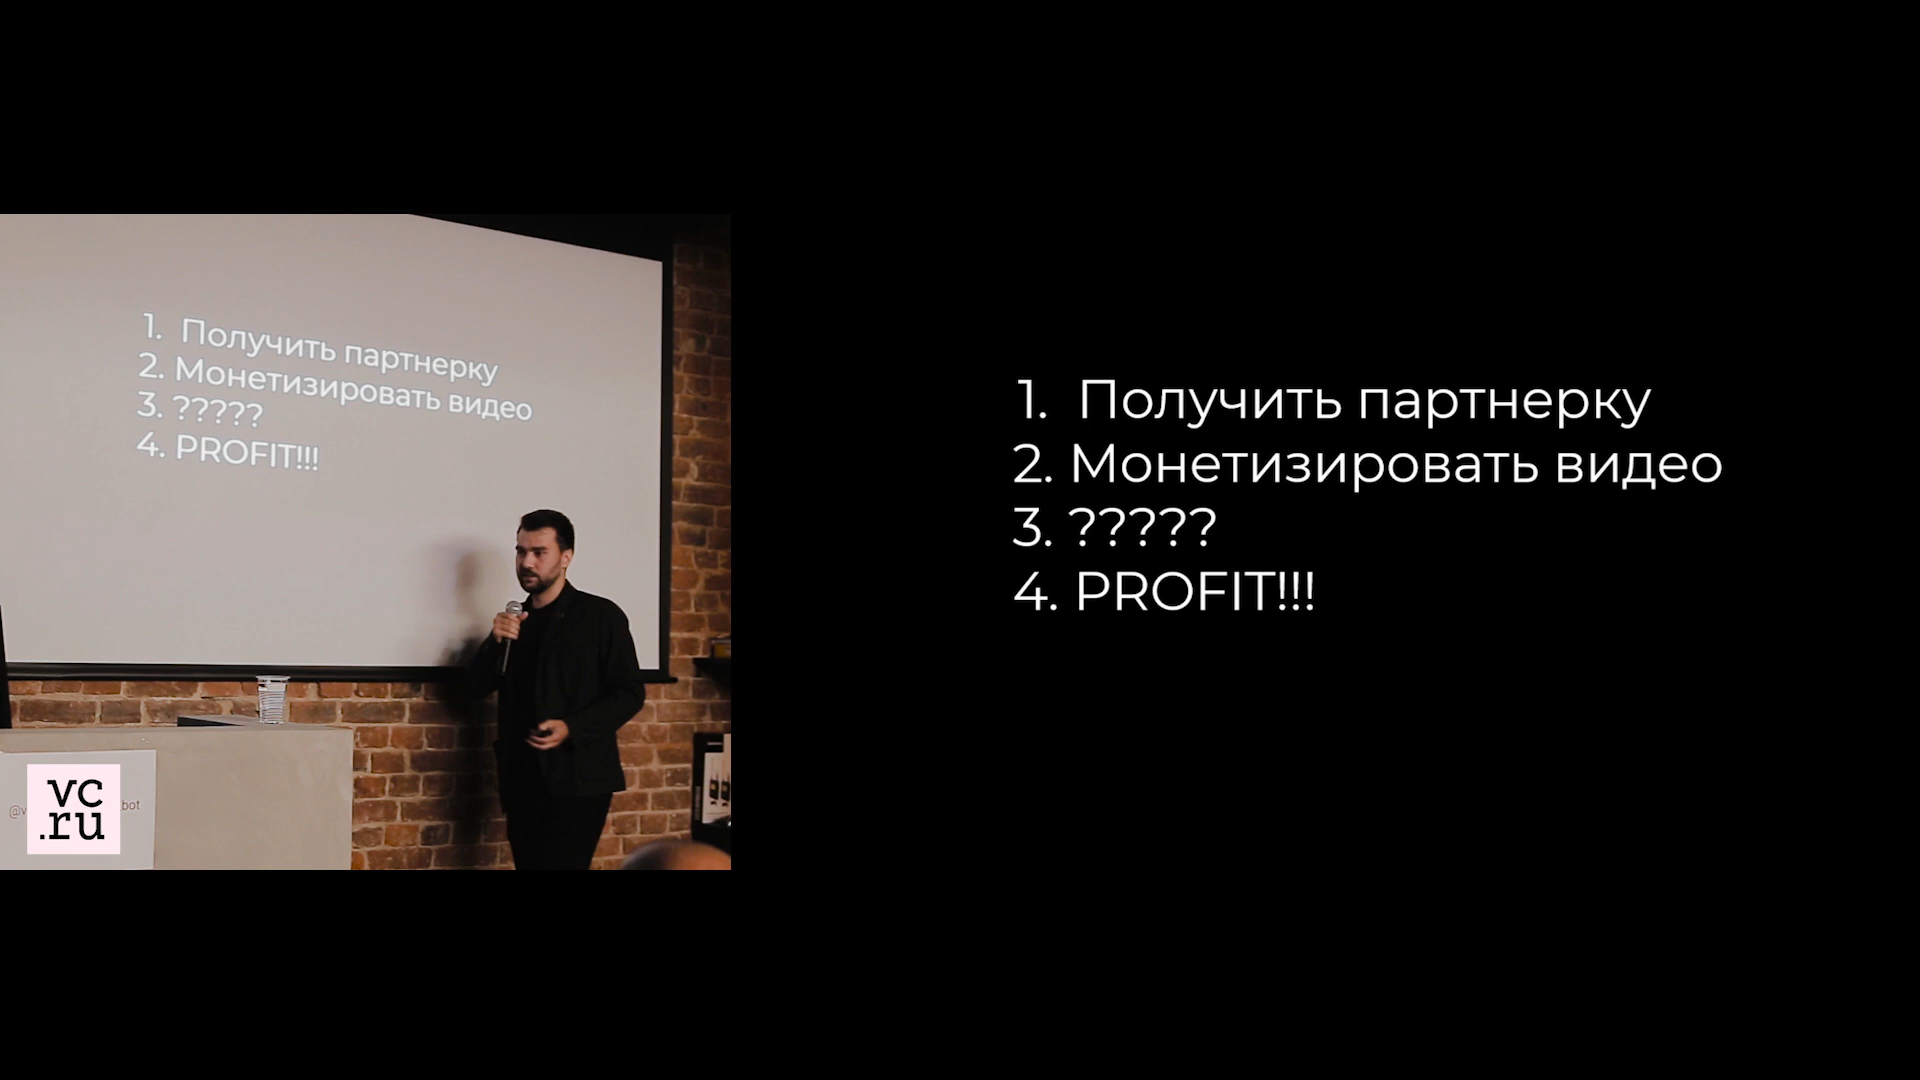 1. Получить партнерку
2. Монетизировать видео
3. ?????
4. PROFIT!!!
vc
.ru
bot
1. Получить партнерку
2. Монетизировать видео
3. ?????
4. PROFIT!!!